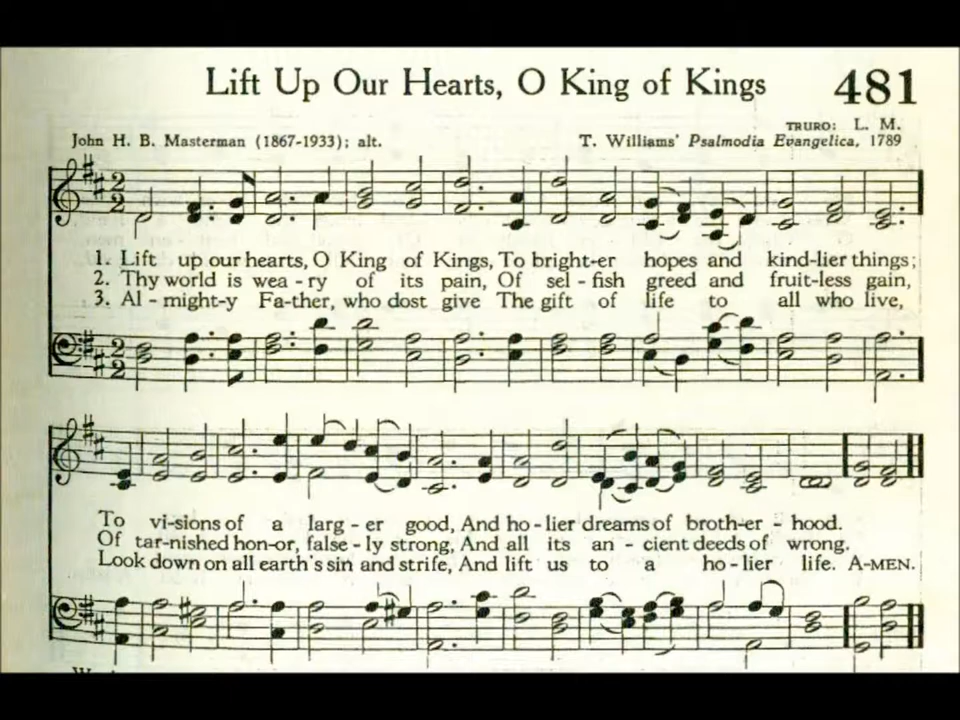 Lift Up Our Hearts, O King of Kings 481
TRURO: L. M.
John H. B. Masterman (1867-1933); alt. T. Williams' Psalmodia Evangelica, 1789
1. Lift up our hearts, O King of Kings, To bright-er hopes and kind-lier things;
2. Thy world is wea - ry of its pain, Of sel - fish greed and fruit-less gain,
3. Al - might-y Fa-ther, who dost give The gift of life to all who live,
To vi-sions of a larg - er good, And ho - lier dreams of broth-er - hood.
Of tar-nished hon-or, false - ly strong, And all its an - cient deeds of wrong.
Look down on all earth's sin and strife, And lift us to a ho - lier life. A-MEN.